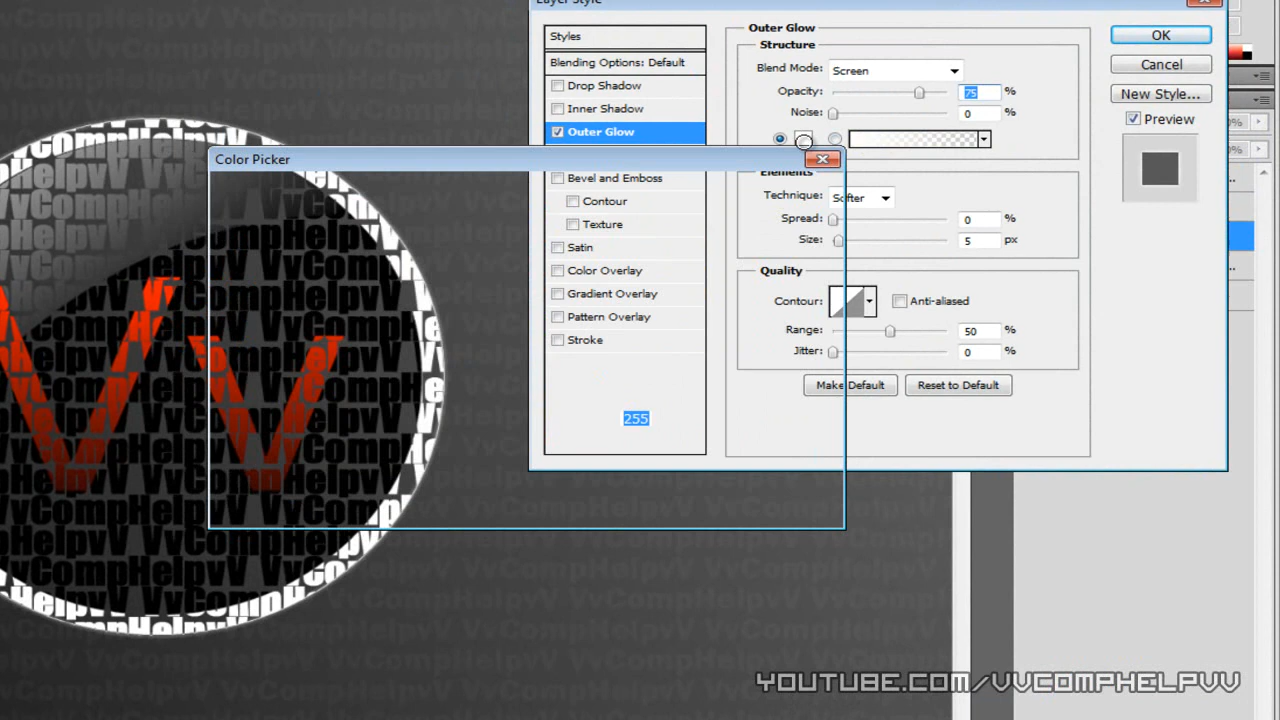 Layer Style
Styles
Blending Options: Default
Drop Shadow
Inner Shadow
Outer Glow
Bevel and Emboss
Contour
Texture
Satin
Color Overlay
Gradient Overlay
Pattern Overlay
Stroke
255
Outer Glow
Structure
Blend Mode: Screen
Opacity: 75 %
Noise: 0 %
Elements
Technique: Softer
Spread: 0 %
Size: 5 px
Quality
Contour: Anti-aliased
Range: 50 %
Jitter: 0 %
Make Default Reset to Default
OK
Cancel
New Style...
Preview
Color Picker
VvCompHelpvV VvCompHelpvV
Vv
YOUTUBE.COM/VVCOMPHELPVV